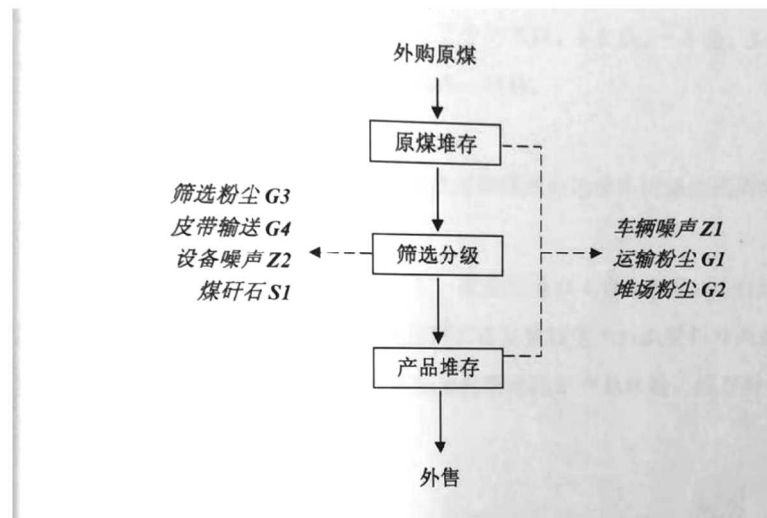 外购原煤
原煤堆存
筛选粉尘 G3
皮带输送 G4
设备噪声 Z2
煤矸石 S1
筛选分级
车辆噪声 Z1
运输粉尘 G1
堆场粉尘 G2
产品堆存
外售